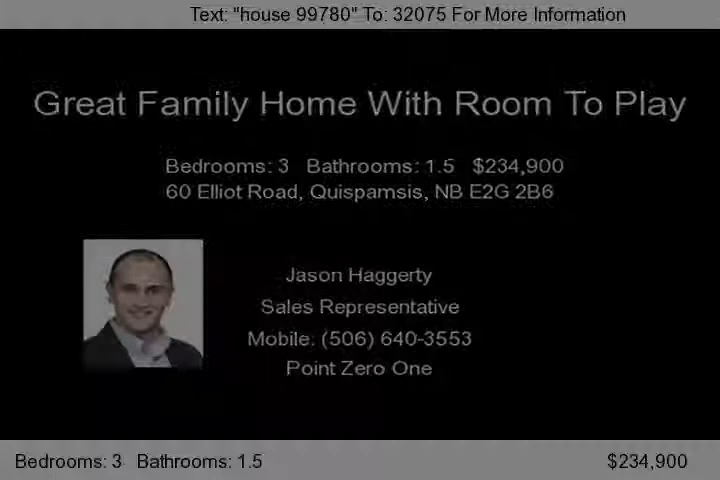 Text: "house 99780" To: 32075 For More Information
Great Family Home With Room To Play
Bedrooms: 3 Bathrooms: 1.5 $234,900
60 Elliot Road, Quispamsis, NB E2G 2B6
Jason Haggerty
Sales Representative
Mobile: (506) 640-3553
Point Zero One
Bedrooms: 3 Bathrooms: 1.5 $234,900